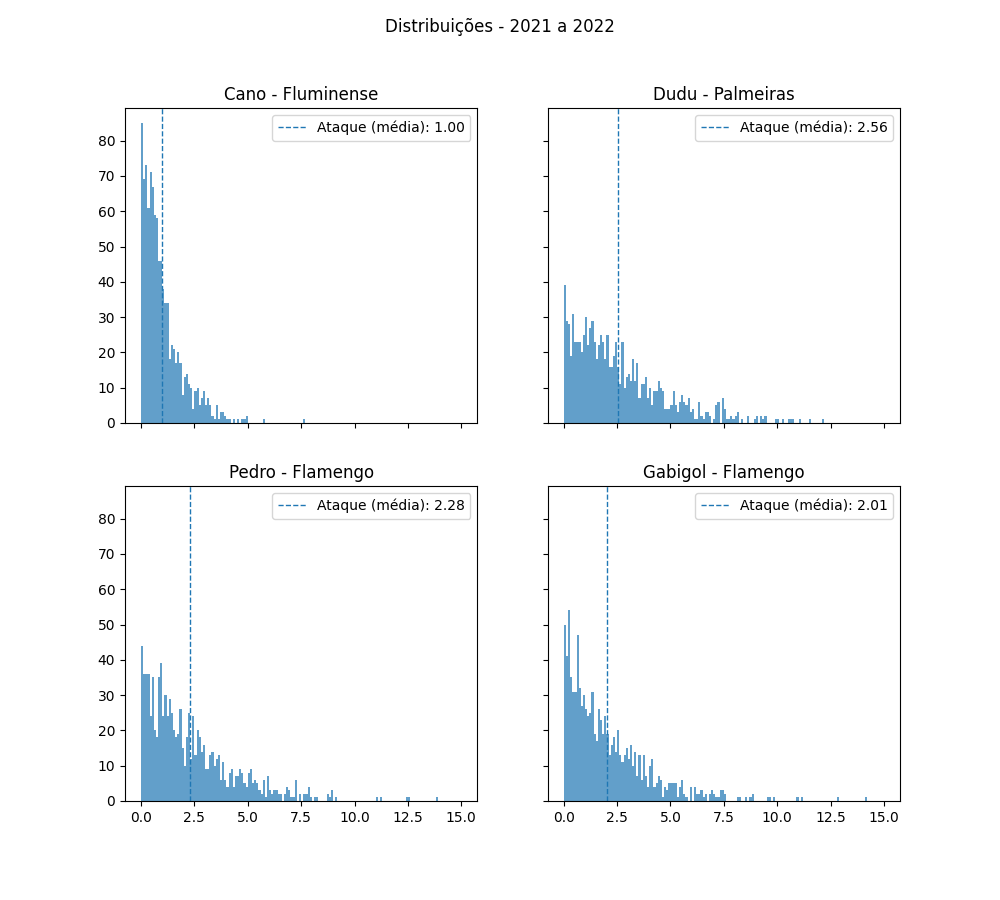 Distribuições - 2021 a 2022
Cano - Fluminense
Ataque (média): 1.00
80
70
60
50
40
30
20
10
0
Dudu - Palmeiras
Ataque (média): 2.56
Pedro - Flamengo
Ataque (média): 2.28
80
70
60
50
40
30
20
10
0
0.0 2.5 5.0 7.5 10.0 12.5 15.0
Gabigol - Flamengo
Ataque (média): 2.01
0.0 2.5 5.0 7.5 10.0 12.5 15.0